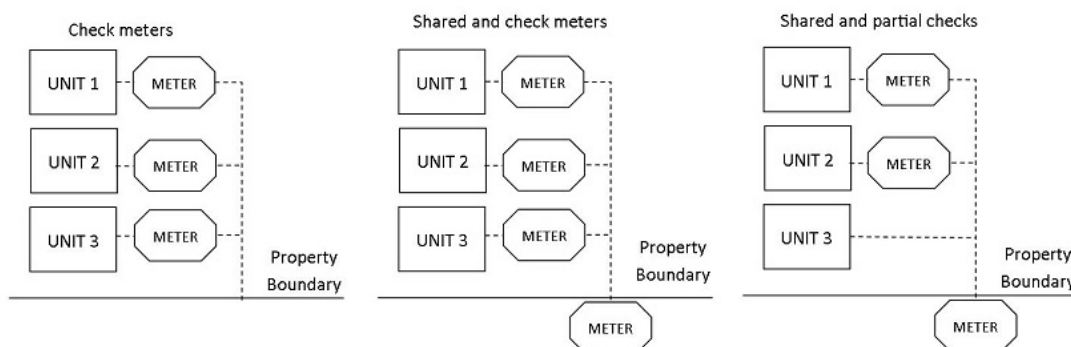 Check meters
UNIT 1
METER
UNIT 2
METER
UNIT 3
METER
Property
Boundary
Shared and check meters
UNIT 1
METER
UNIT 2
METER
UNIT 3
METER
Property
Boundary
METER
Shared and partial checks
UNIT 1
METER
UNIT 2
METER
UNIT 3
Property
Boundary
METER